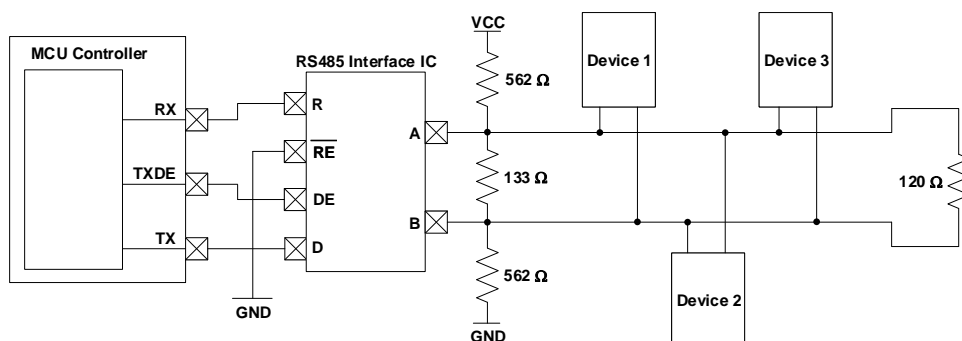 MCU Controller
RX
TXDE
TX
RS485 Interface IC
R
RE
DE
D
A
B
GND
VCC
562 Ω
133 Ω
562 Ω
GND
Device 1
Device 3
Device 2
120 Ω